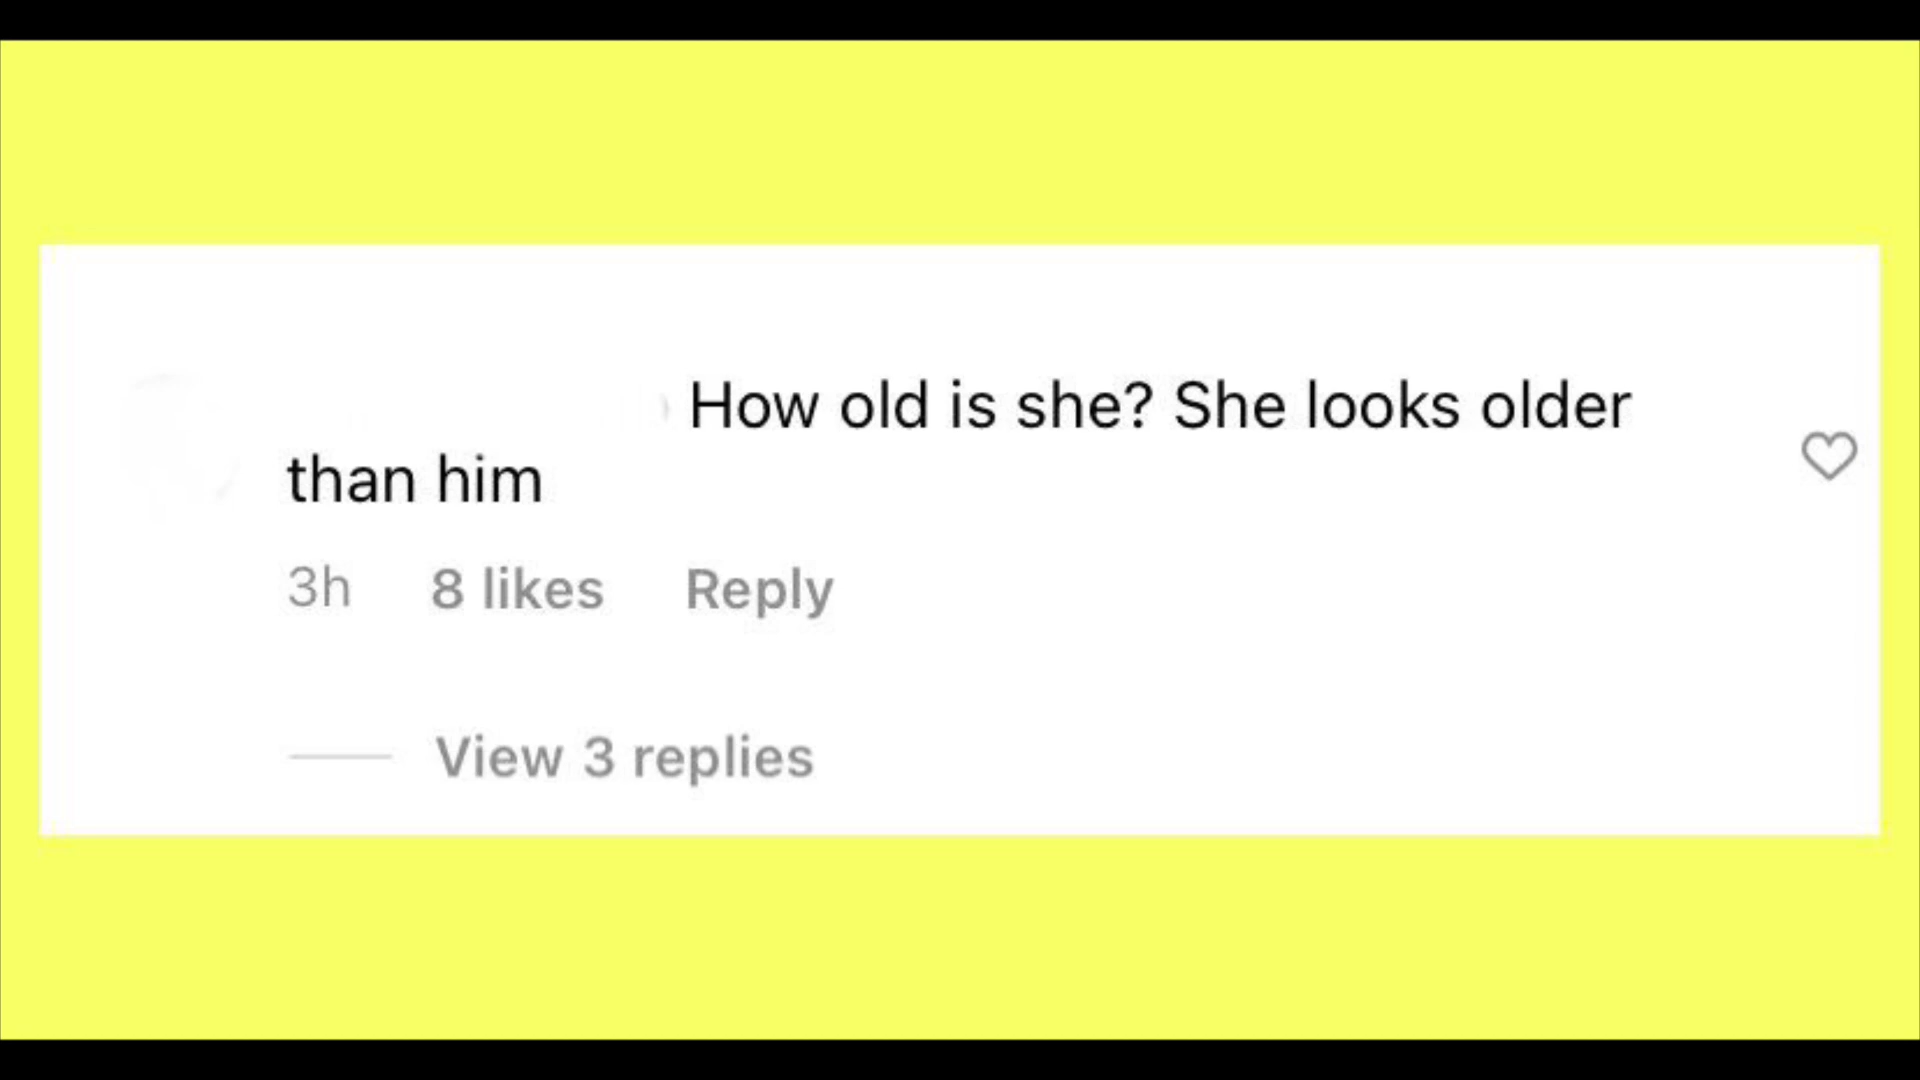 How old is she? She looks older
than him
3h 8 likes Reply
View 3 replies